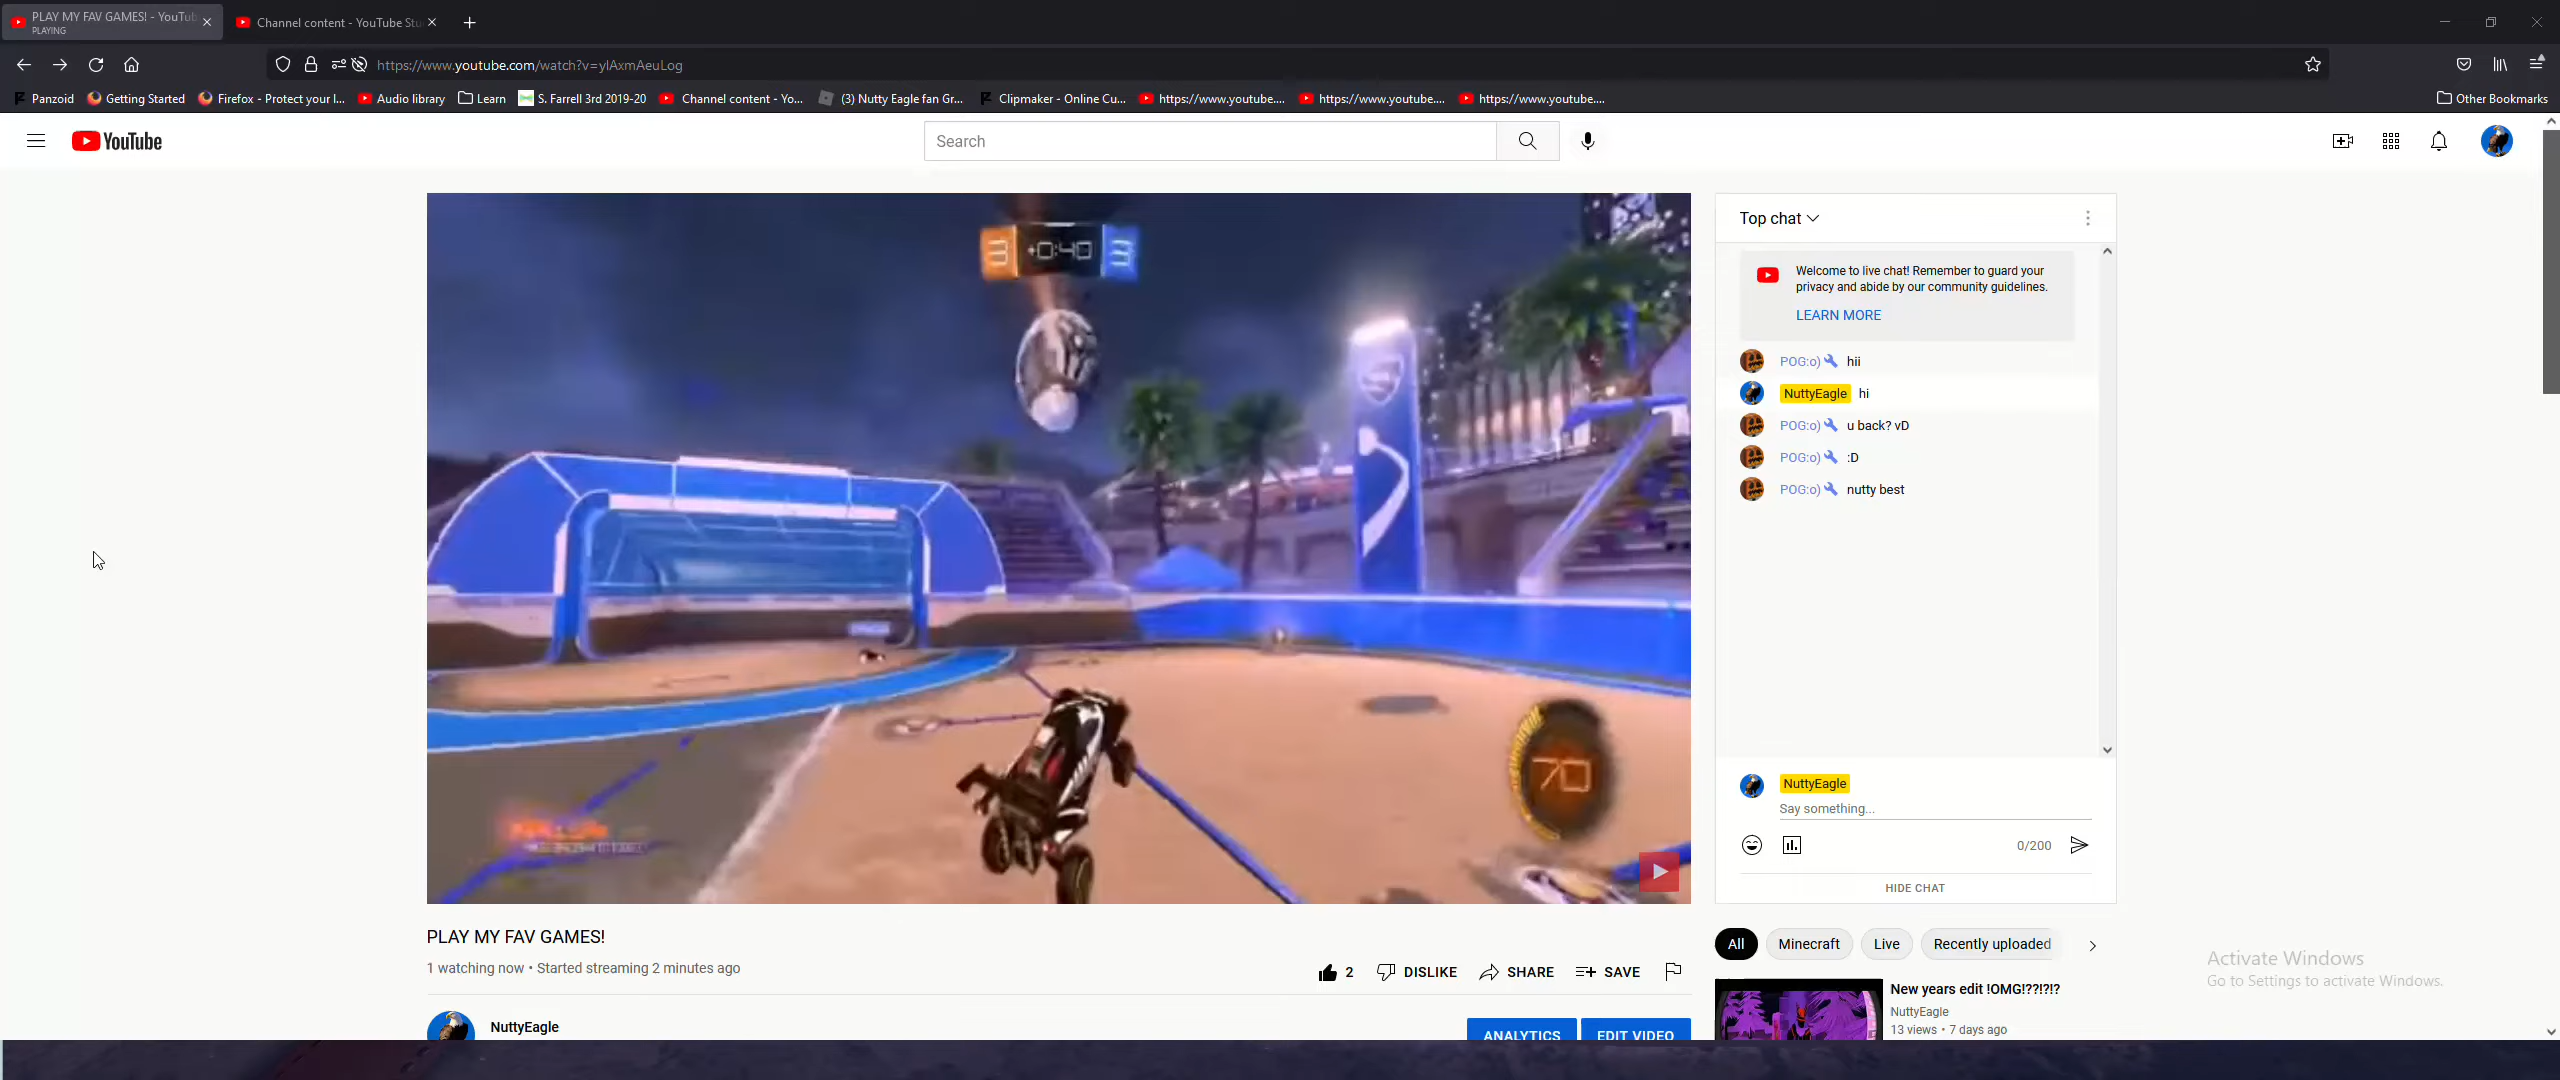 PLAY MY FAV GAMES! - YouTub
PLAYING
Channel content - YouTube Stu
https://www.youtube.com/watch?v=ylAxmAeuLog
Panzoid
Getting Started
Firefox - Protect your l...
Audio library
Learn
S. Farrell 3rd 2019-20
Channel content - Yo...
(3) Nutty Eagle fan Gr...
Clipmaker - Online Cu...
https://www.youtube....
https://www.youtube....
https://www.youtube....
Other Bookmarks
YouTube
Search
3 +0:40 3
70
Top chat
Welcome to live chat! Remember to guard your
privacy and abide by our community guidelines.
LEARN MORE
POG:o) hii
NuttyEagle hi
POG:o) u back? vD
POG:o) :D
POG:o) nutty best
NuttyEagle
Say something...
0/200
HIDE CHAT
PLAY MY FAV GAMES!
1 watching now • Started streaming 2 minutes ago
2
DISLIKE
SHARE
SAVE
NuttyEagle
ANALYTICS
EDIT VIDEO
All
Minecraft
Live
Recently uploaded
New years edit !OMG!??!?!?
NuttyEagle
13 views • 7 days ago
Activate Windows
Go to Settings to activate Windows.